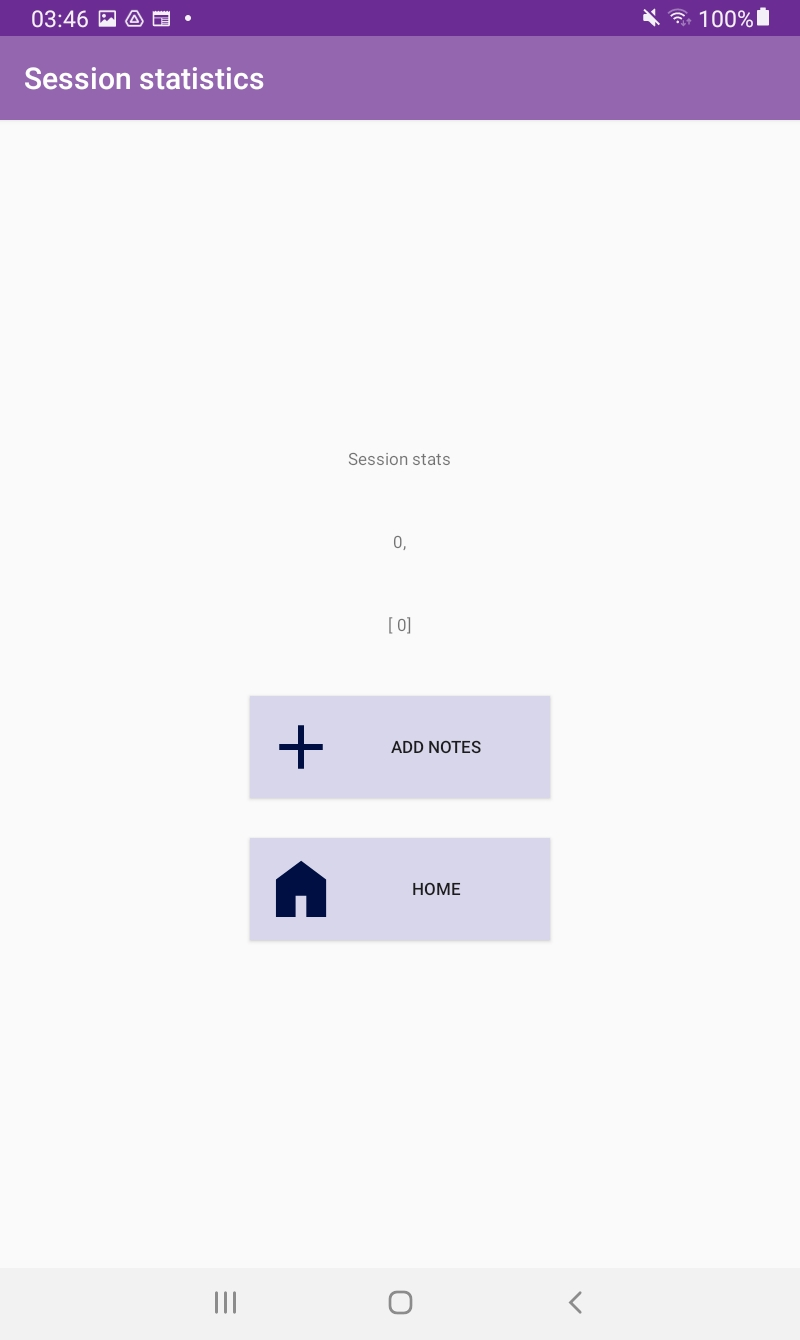 03:46 100%
Session statistics
Session stats
0,
[ 0]
ADD NOTES
HOME